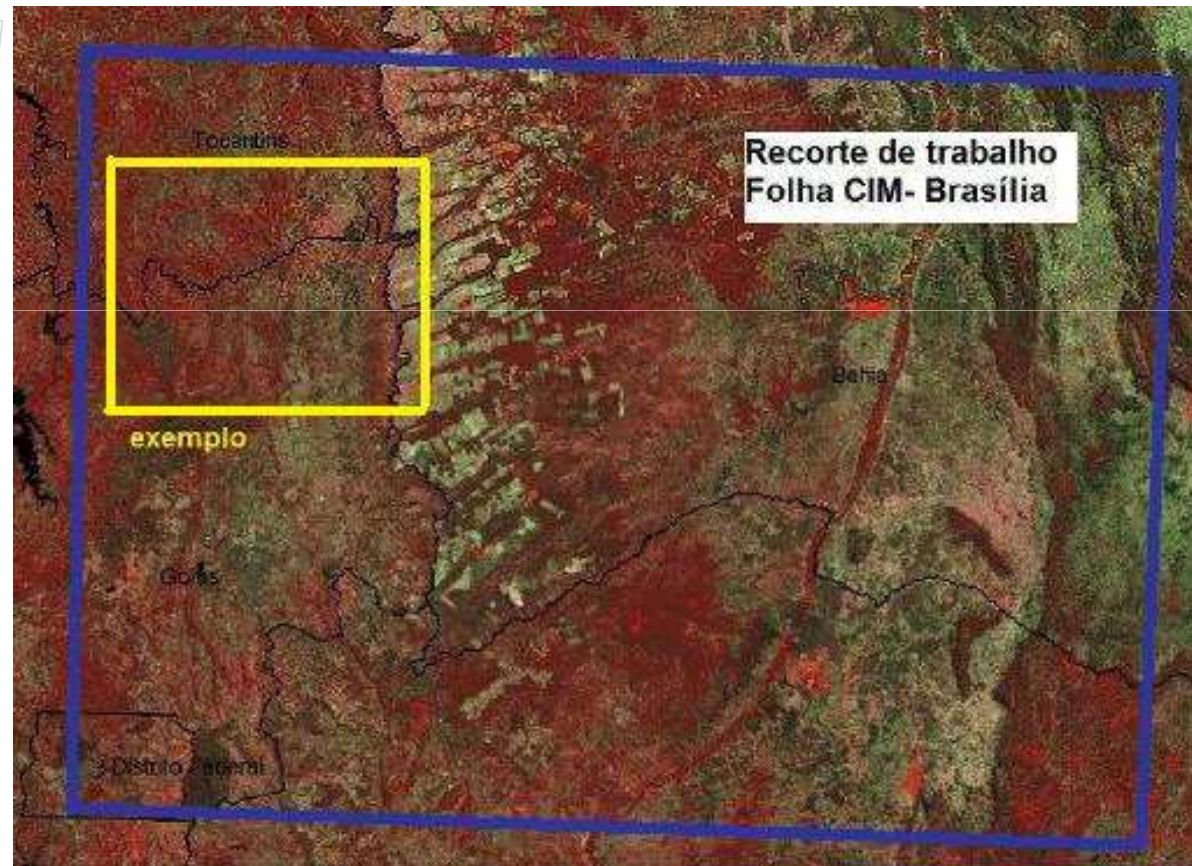 Tocantins
Recorte de trabalho
Folha CIM- Brasília
Bahia
exemplo
Goiás
Distrito Federal